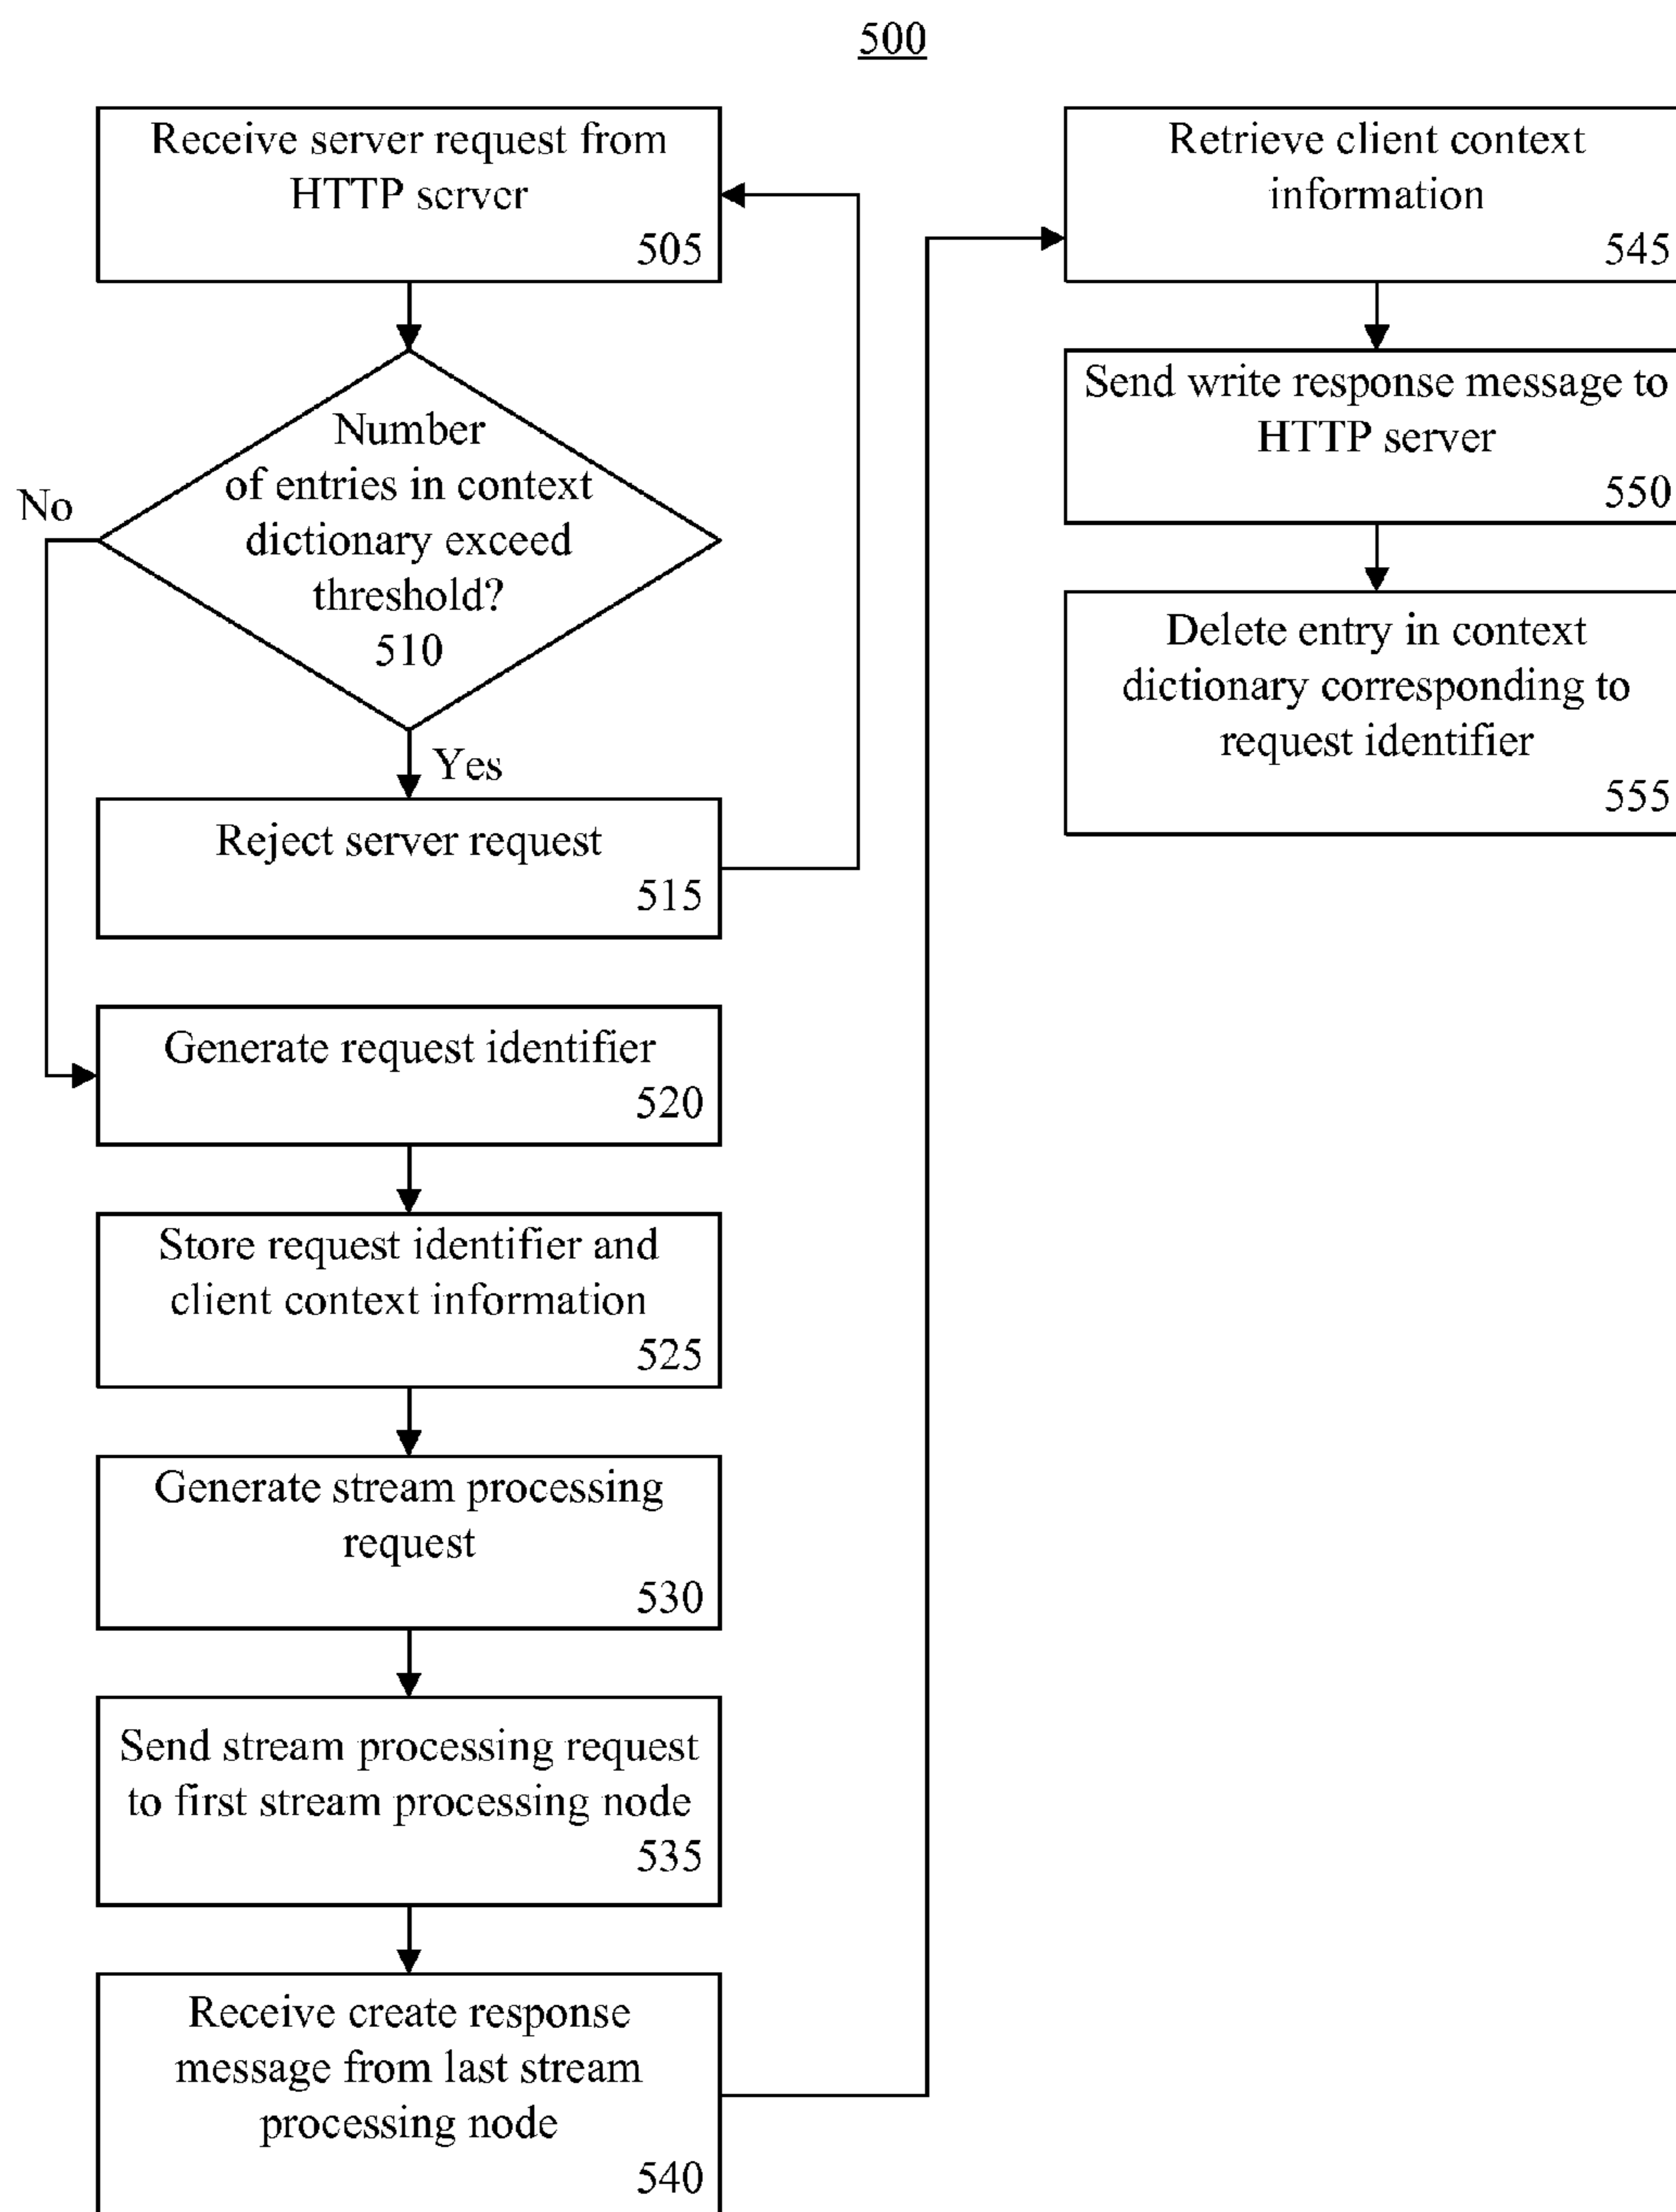 500
Receive server request from
HTTP server
505
Number
of entries in context
dictionary exceed
threshold?
510
No
Yes
Reject server request
515
Generate request identifier
520
Store request identifier and
client context information
525
Generate stream processing
request
530
Send stream processing request
to first stream processing node
535
Receive create response
message from last stream
processing node
540
Retrieve client context
information
545
Send write response message to
HTTP server
550
Delete entry in context
dictionary corresponding to
request identifier
555